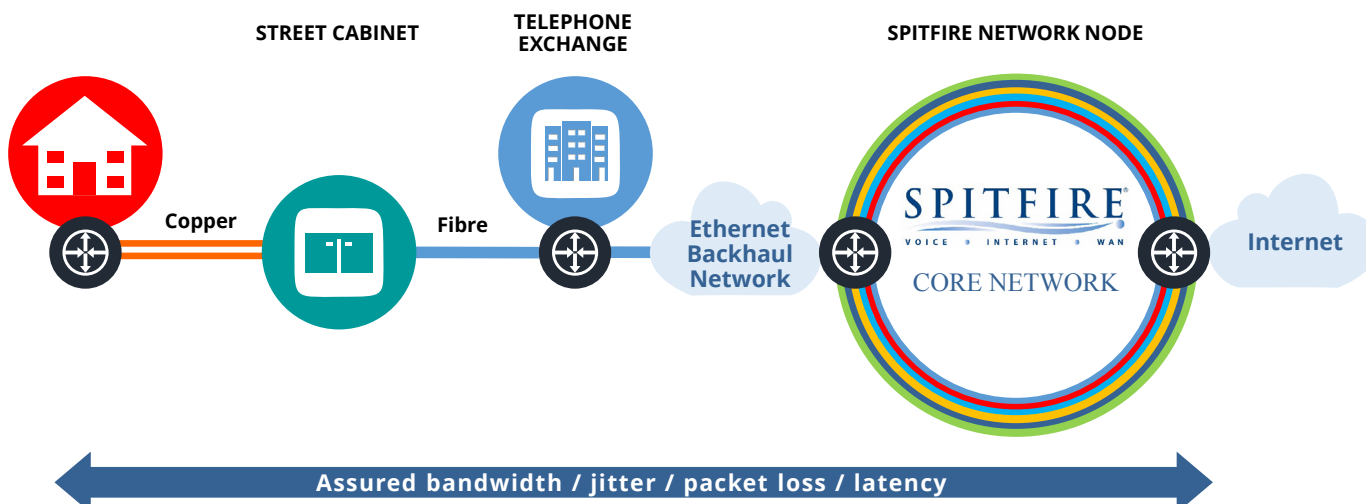 STREET CABINET
TELEPHONE
EXCHANGE
SPITFIRE NETWORK NODE
Copper
Fibre
Ethernet
Backhaul
Network
SPITFIRE®
VOICE • INTERNET • WAN
CORE NETWORK
Internet
Assured bandwidth / jitter / packet loss / latency